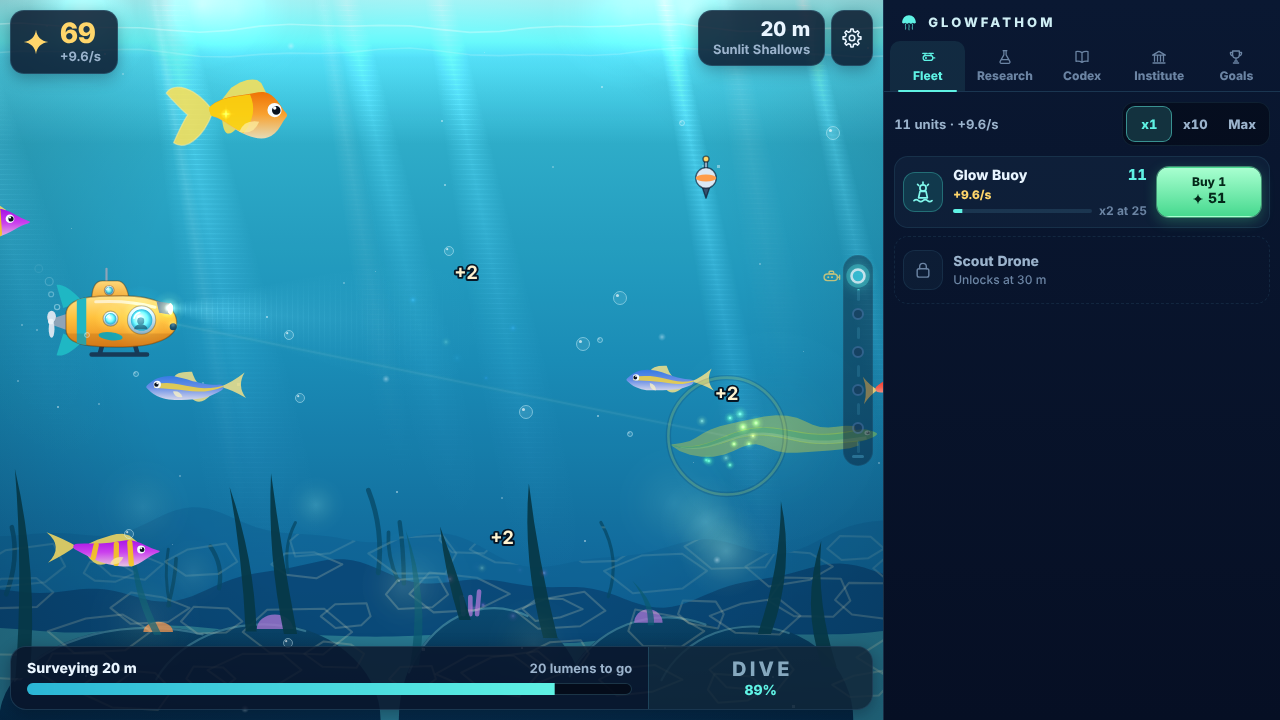 69
+9.6/s
20 m
Sunlit Shallows
+2
+2
+2
Surveying 20 m
20 lumens to go
DIVE
89%
GLOWFATHOM
Fleet
Research
Codex
Institute
Goals
11 units · +9.6/s
x1
x10
Max
Glow Buoy
11
+9.6/s
x2 at 25
Buy 1
✦ 51
Scout Drone
Unlocks at 30 m